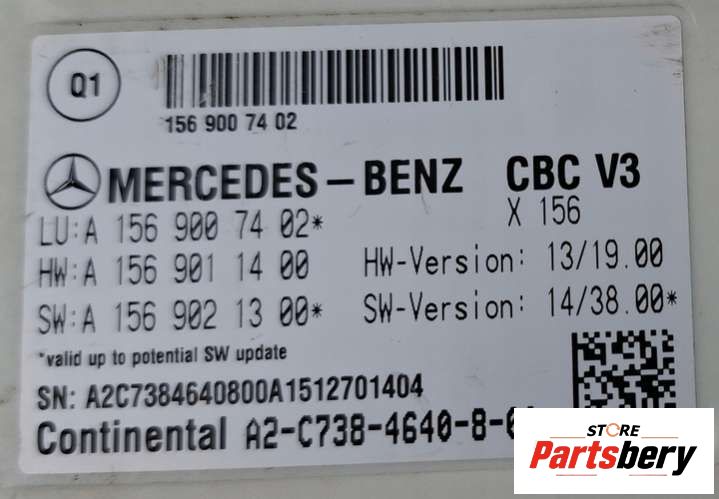 Q1
156 900 74 02
MERCEDES-BENZ CBC V3
X 156
LU:A 156 900 74 02*
HW:A 156 901 14 00 HW-Version: 13/19.00
SW:A 156 902 13 00* SW-Version: 14/38.00*
*valid up to potential SW update
SN: A2C7384640800A1512701404
Continental A2-C738-4640-8-0
STORE
Partsbery